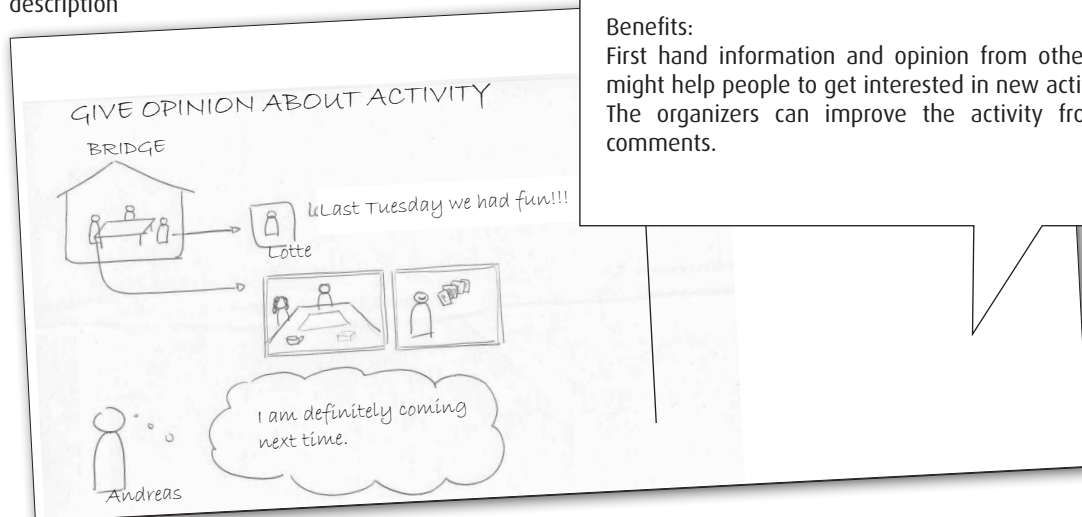 description
Benefits:
First hand information and opinion from othe
might help people to get interested in new acti
The organizers can improve the activity fro
comments.
GIVE OPINION ABOUT ACTIVITY
BRIDGE
Last Tuesday we had fun!!!
Lotte
I am definitely coming
next time.
Andreas